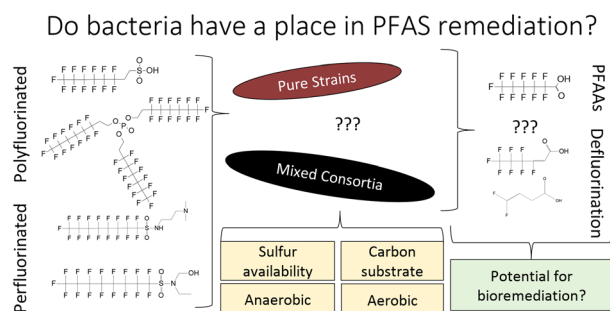 Do bacteria have a place in PFAS remediation?
Polyfluorinated
Perfluorinated
Pure Strains
???
Mixed Consortia
Sulfur
availability
Carbon
substrate
Anaerobic
Aerobic
PFAAs
???
Defluorination
Potential for
bioremediation?